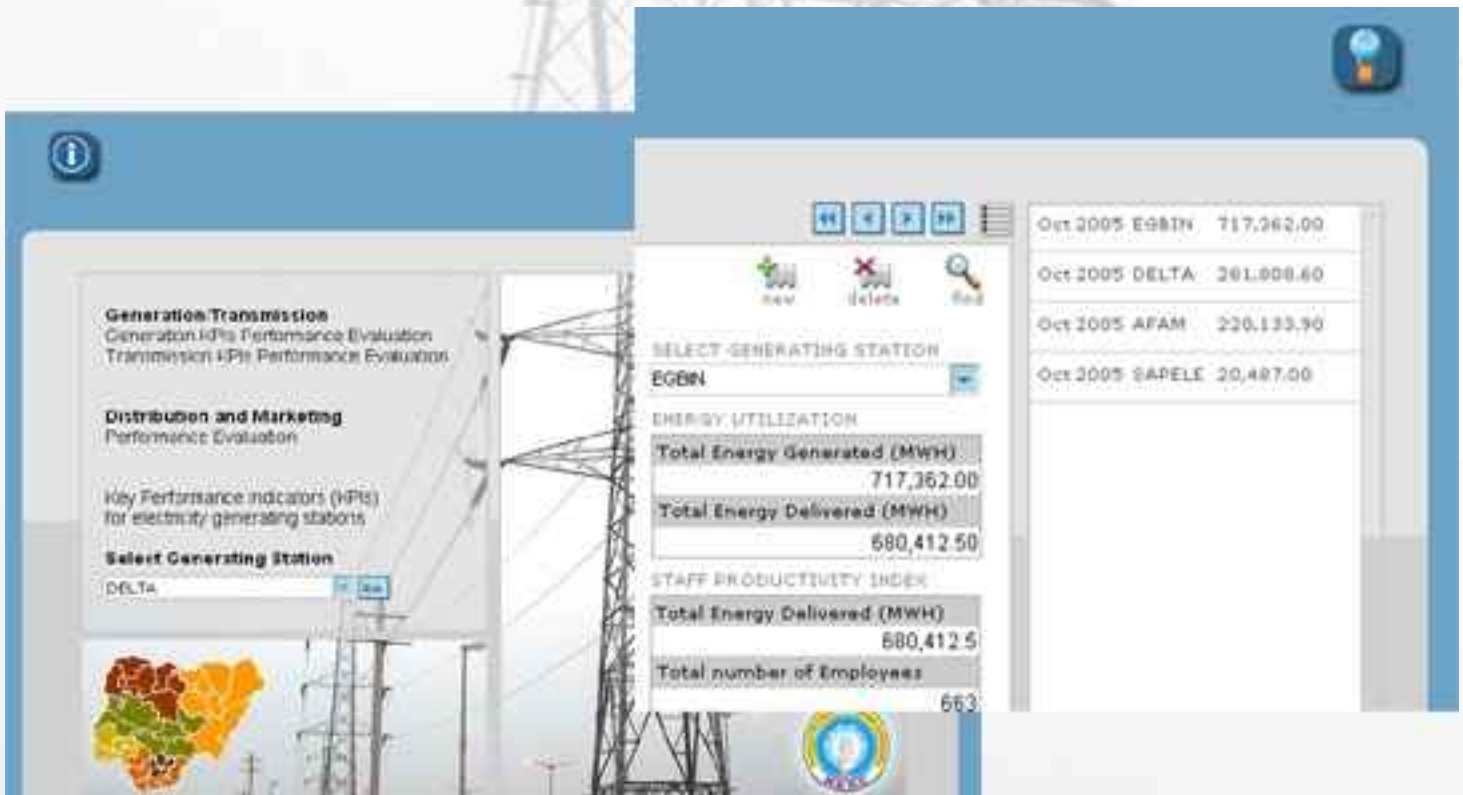 Generation Transmission
Generation KPIs Performance Evaluation
Transmission KPIs Performance Evaluation
Distribution and Marketing
Performance Evaluation
Key Performance Indicators (KPIs)
for electricity generating stations
Select Generating Station
DELTA
new delete find
SELECT GENERATING STATION
EGBIN
ENERGY UTILIZATION
Total Energy Generated (MWH)
717,362.00
Total Energy Delivered (MWH)
680,412.50
STAFF PRODUCTIVITY INDEX
Total Energy Delivered (MWH)
680,412.5
Total number of Employees
663
Oct 2005 EGBIN 717,362.00
Oct 2005 DELTA
Oct 2005 AFAM 220,133.90
Oct 2005 SAPELE 20,487.00